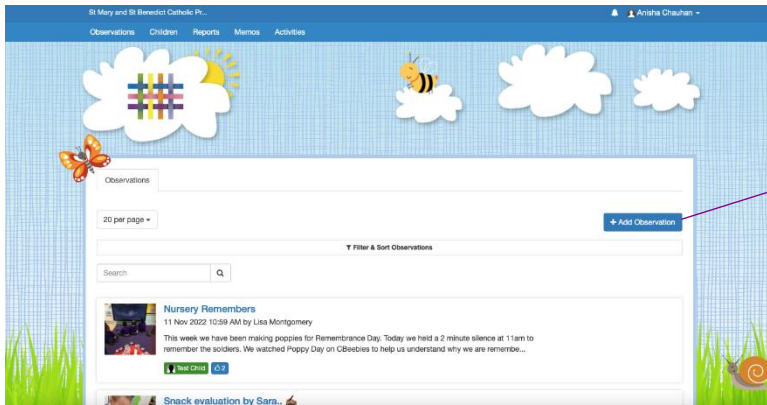 St Mary and St Benedict Catholic Pr...
Anisha Chauhan
Observations Children Reports Memos Activities
Observations
20 per page
+ Add Observation
Filter & Sort Observations
Search
Nursery Remembers
11 Nov 2022 10:59 AM by Lisa Montgomery
This week we have been making poppies for Remembrance Day. Today we held a 2 minute silence at 11am to
remember the soldiers. We watched Poppy Day on CBeebies to help us understand why we are remembe...
Test Child 2
Snack evaluation by Sara..